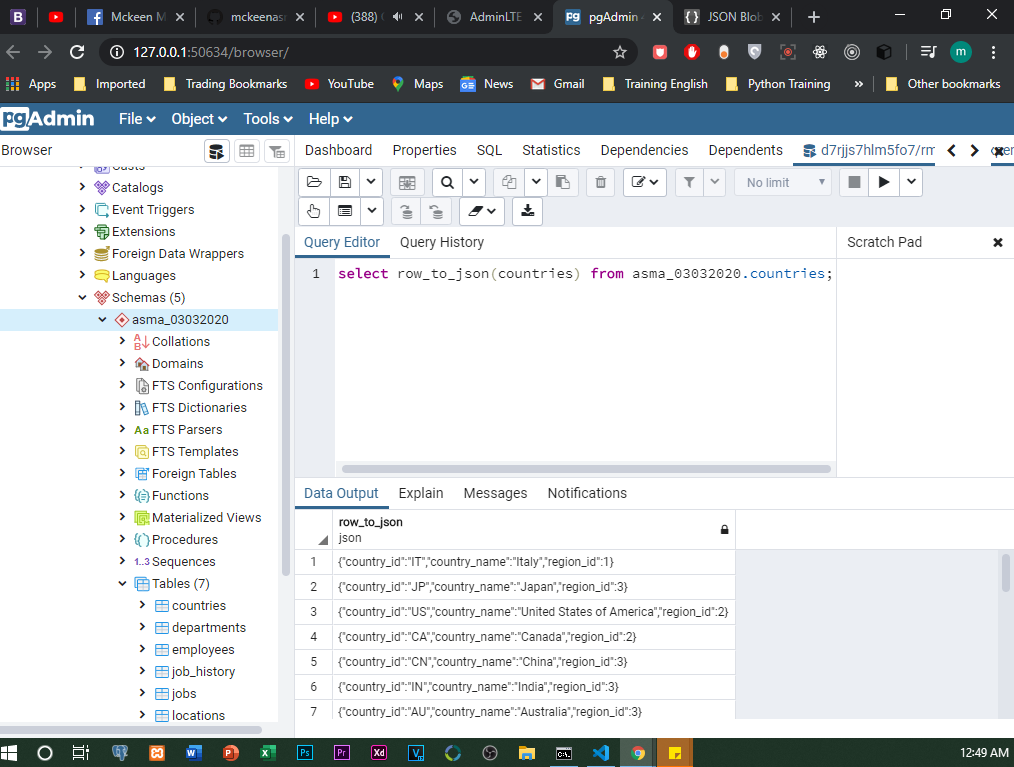 B
Mckeen M
mckeenasr
(388)
AdminLTE
pgAdmin
JSON Blob
127.0.0.1:50634/browser/
m
Apps
Imported
Trading Bookmarks
YouTube
Maps
News
Gmail
Training English
Python Training
»
Other bookmarks
pgAdmin
File
Object
Tools
Help
Browser
Dashboard
Properties
SQL
Statistics
Dependencies
Dependents
d7rjjs7hlm5fo7/rm
No limit
Query Editor
Query History
Scratch Pad
1 select row_to_json(countries) from asma_03032020.countries;
Casts
Catalogs
Event Triggers
Extensions
Foreign Data Wrappers
Languages
Schemas (5)
asma_03032020
Collations
Domains
FTS Configurations
FTS Dictionaries
Aa FTS Parsers
FTS Templates
Foreign Tables
Functions
Materialized Views
Procedures
1..3 Sequences
Tables (7)
countries
departments
employees
job_history
jobs
locations
Data Output
Explain
Messages
Notifications
row_to_json
json
1 {"country_id":"IT","country_name":"Italy","region_id":1}
2 {"country_id":"JP","country_name":"Japan","region_id":3}
3 {"country_id":"US","country_name":"United States of America","region_id":2}
4 {"country_id":"CA","country_name":"Canada","region_id":2}
5 {"country_id":"CN","country_name":"China","region_id":3}
6 {"country_id":"IN","country_name":"India","region_id":3}
7 {"country_id":"AU","country_name":"Australia","region_id":3}
Ps
Pr
Xd
12:49 AM